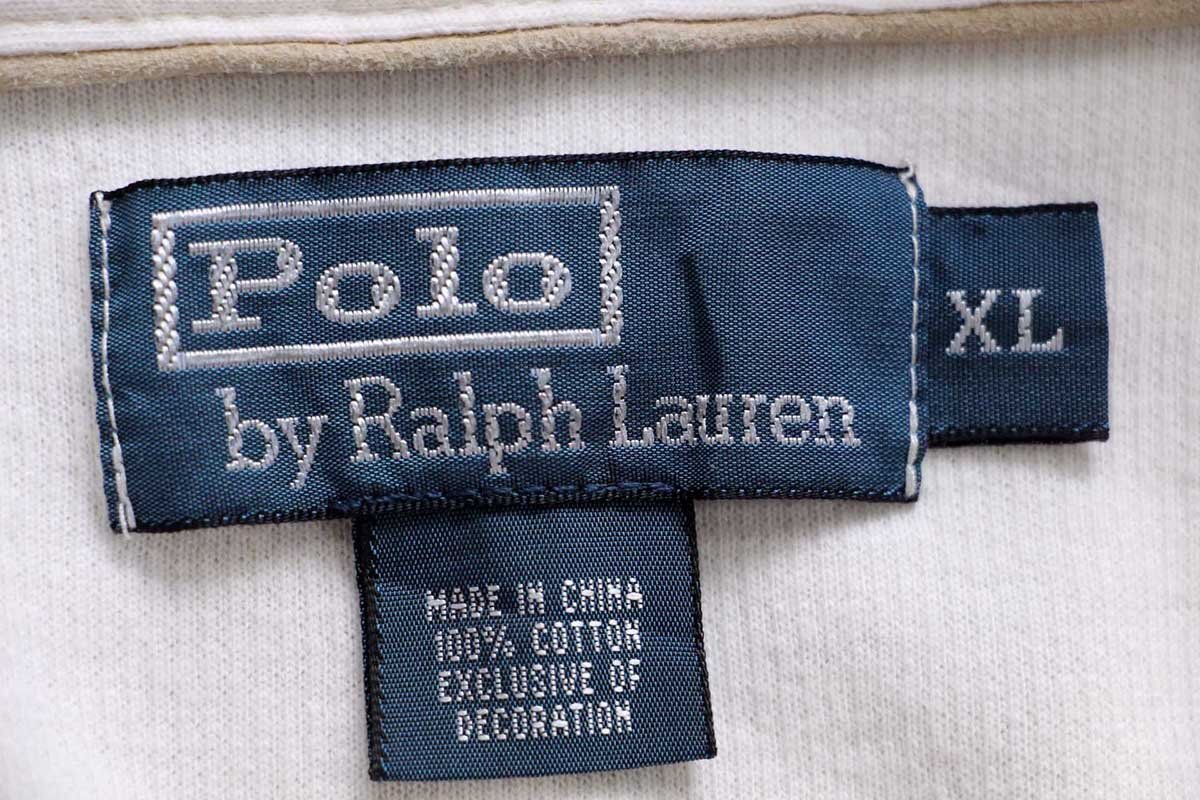 Polo
by Ralph Lauren
XL
MADE IN CHINA
100% COTTON
EXCLUSIVE OF
DECORATION